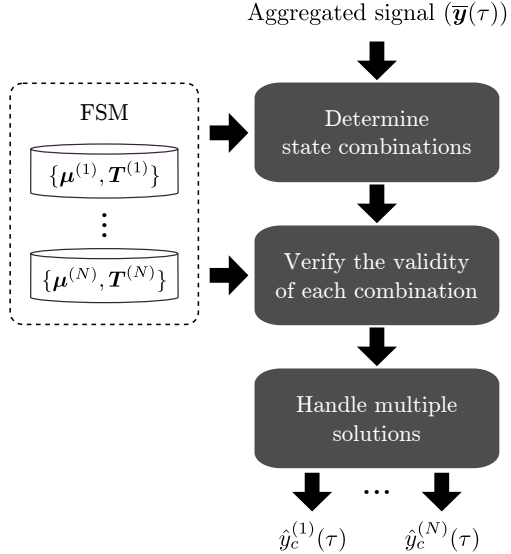 Aggregated signal (y̅(τ))
FSM
{μ⁽¹⁾, T⁽¹⁾}
⋮
{μ⁽ᴺ⁾, T⁽ᴺ⁾}
Determine
state combinations
Verify the validity
of each combination
Handle multiple
solutions
...
ŷ_c⁽¹⁾(τ) ŷ_c⁽ᴺ⁾(τ)